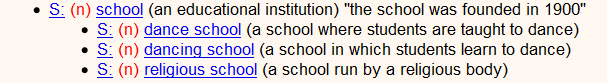 • S: (n) school (an educational institution) "the school was founded in 1900"
• S: (n) dance school (a school where students are taught to dance)
• S: (n) dancing school (a school in which students learn to dance)
• S: (n) religious school (a school run by a religious body)